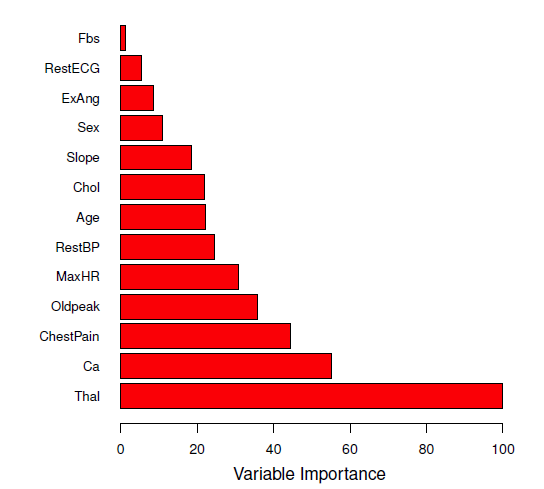 Fbs
RestECG
ExAng
Sex
Slope
Chol
Age
RestBP
MaxHR
Oldpeak
ChestPain
Ca
Thal
0 20 40 60 80 100
Variable Importance